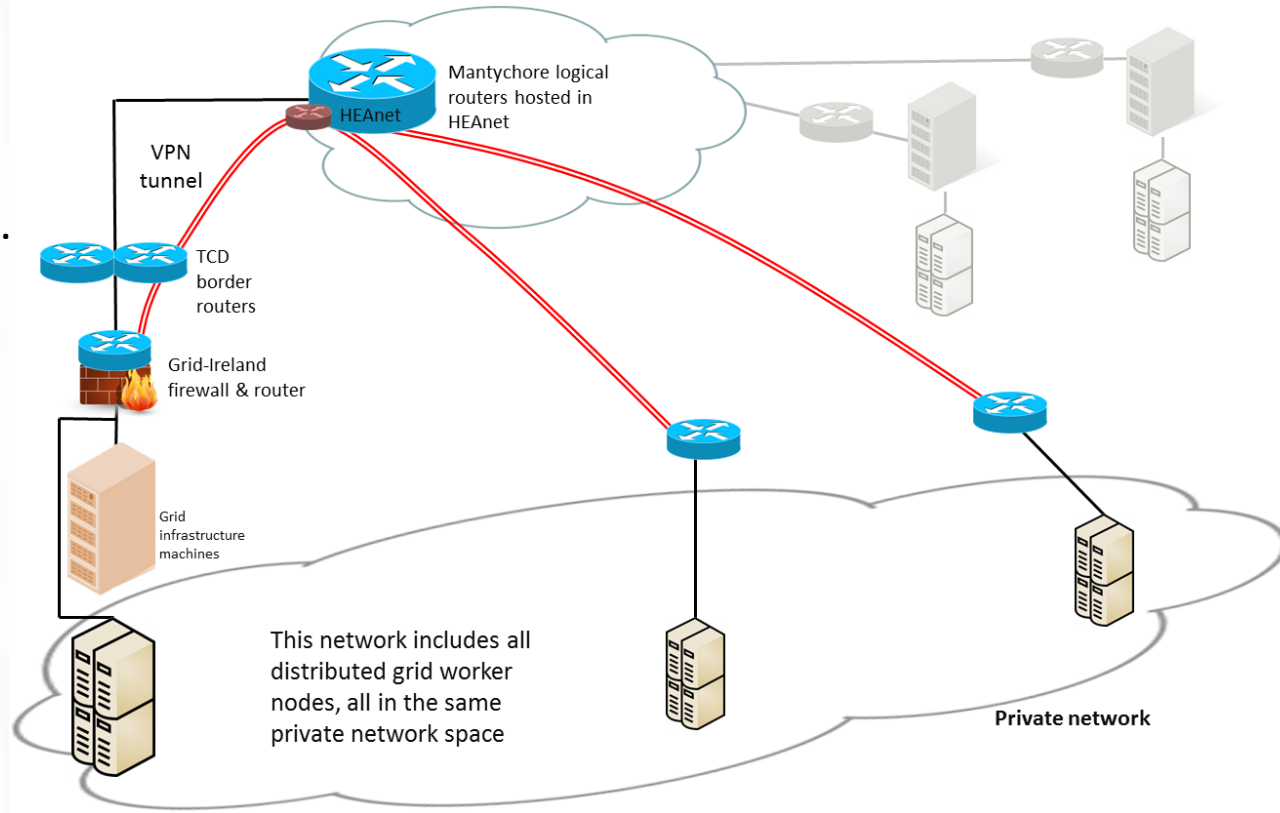 Mantychore logical
routers hosted in
HEAnet
HEAnet
VPN
tunnel
.
TCD
border
routers
Grid-Ireland
firewall & router
Grid
infrastructure
machines
This network includes all
distributed grid worker
nodes, all in the same
private network space
Private network